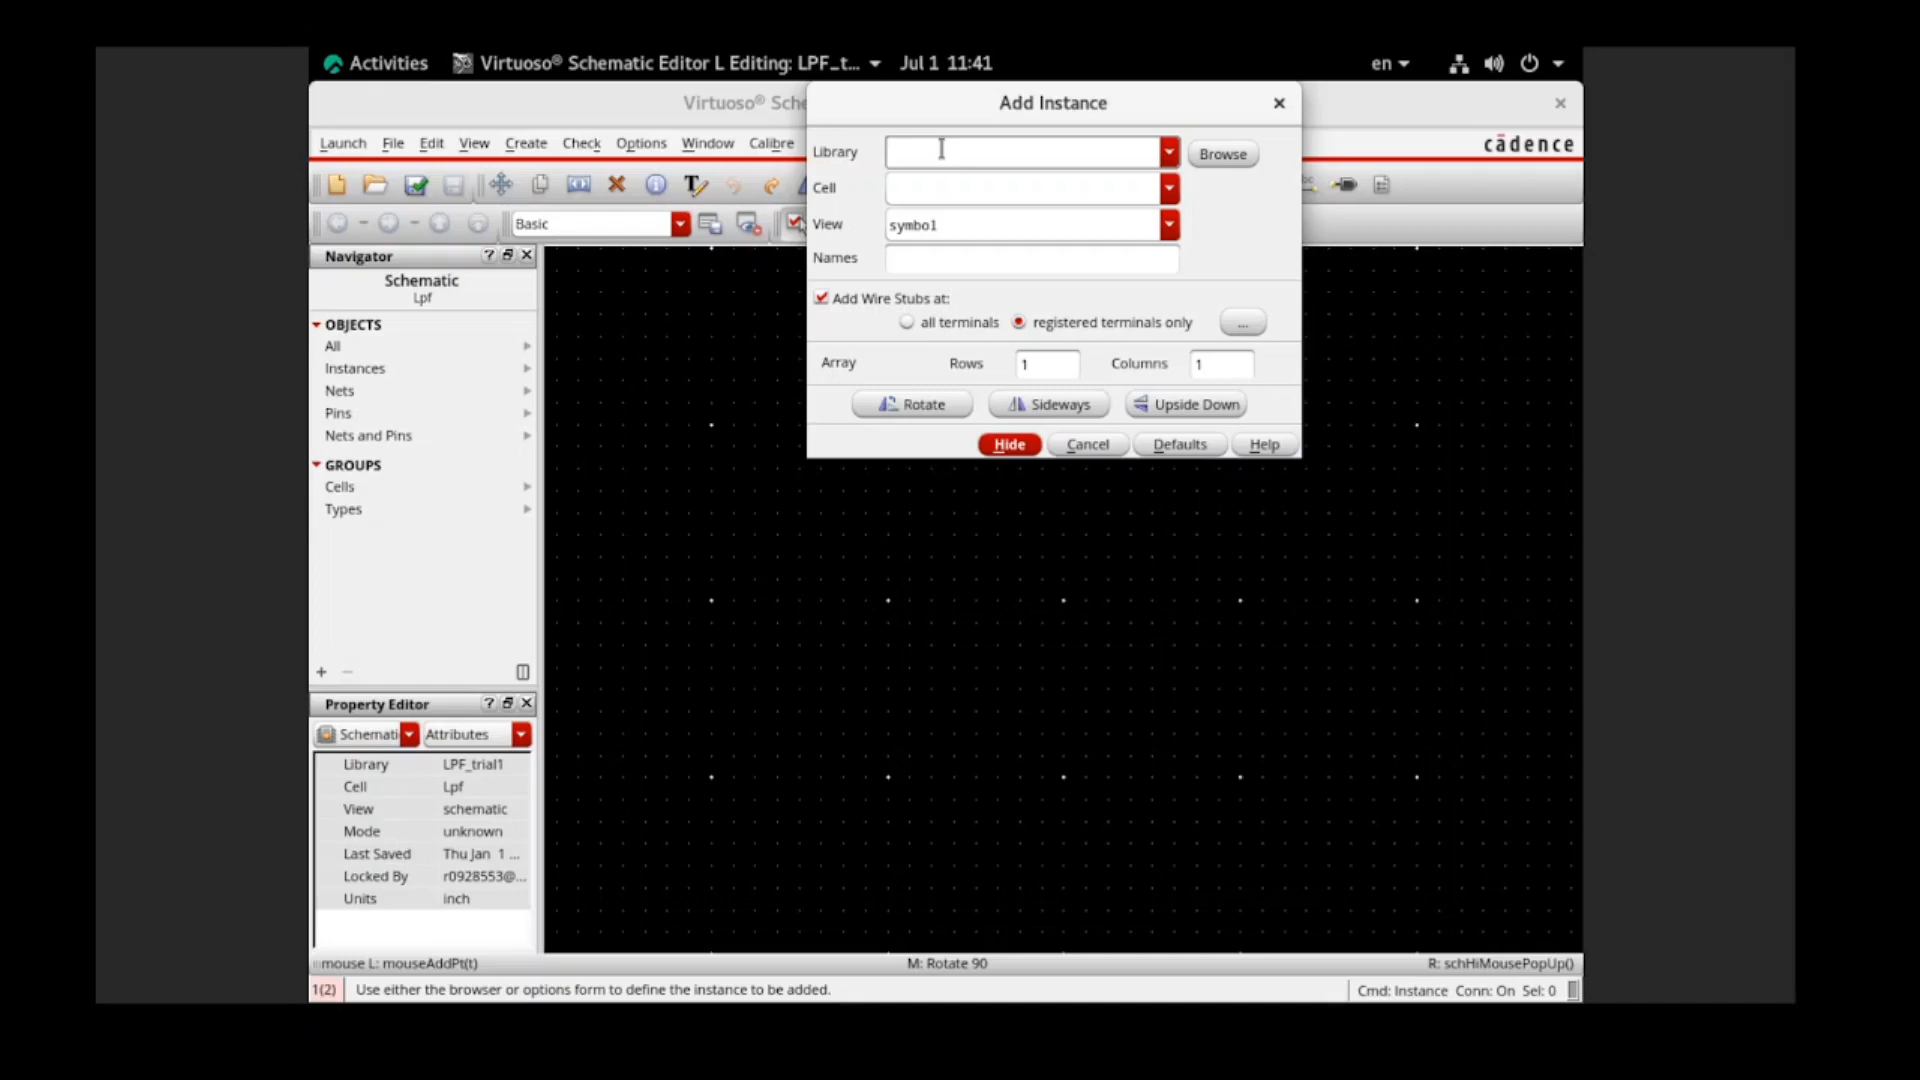 Activities
Virtuoso® Schematic Editor L Editing: LPF_t...
Jul 1 11:41
en
Virtuoso® Sche
Add Instance
Launch File Edit View Create Check Options Window Calibre
cādence
Library
Browse
Cell
View symbol
Names
Basic
Add Wire Stubs at:
all terminals registered terminals only ...
Array Rows 1 Columns 1
Rotate Sideways Upside Down
Hide Cancel Defaults Help
Navigator
Schematic
Lpf
OBJECTS
All
Instances
Nets
Pins
Nets and Pins
GROUPS
Cells
Types
Property Editor
Schemati Attributes
Library LPF_trial1
Cell Lpf
View schematic
Mode unknown
Last Saved Thu Jan 1 ...
Locked By r0928553@...
Units inch
mouse L: mouseAddPt(t)
M: Rotate 90
R: schHiMousePopUp()
1(2)
Use either the browser or options form to define the instance to be added.
Cmd: Instance Conn: On Sel: 0